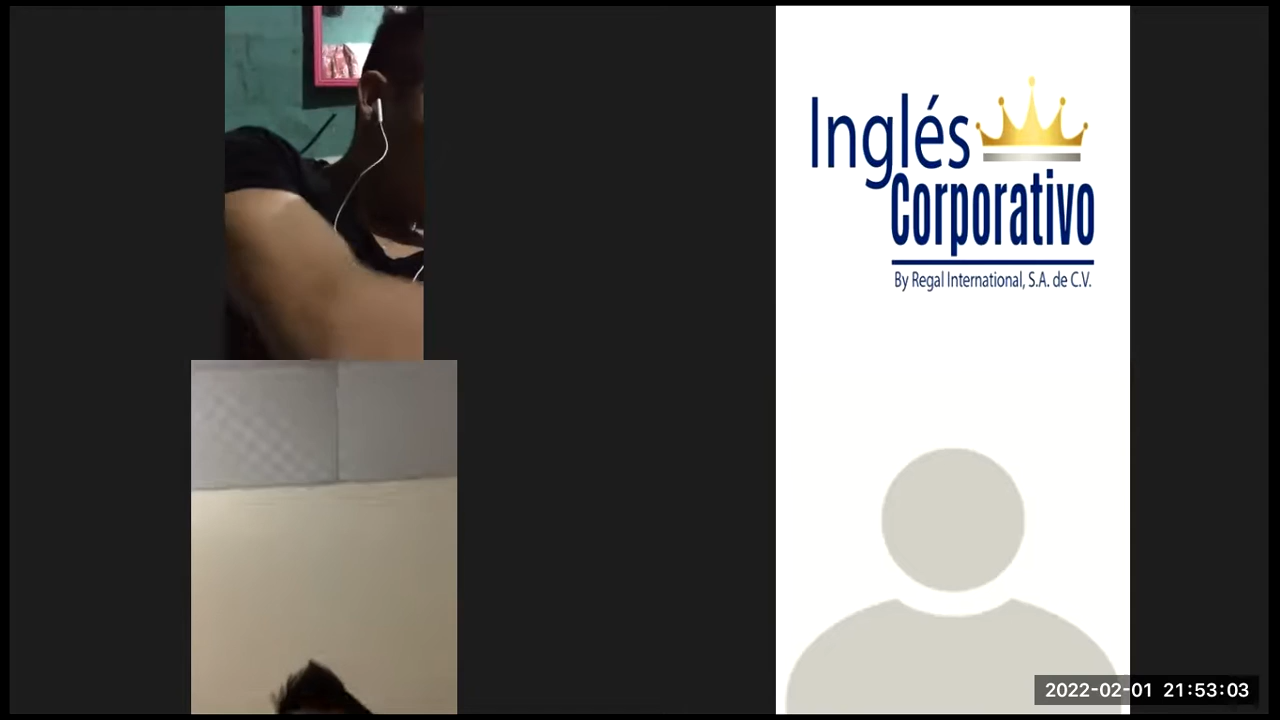 Inglés
Corporativo
By Regal International, S.A. de C.V.
2022-02-01 21:53:03